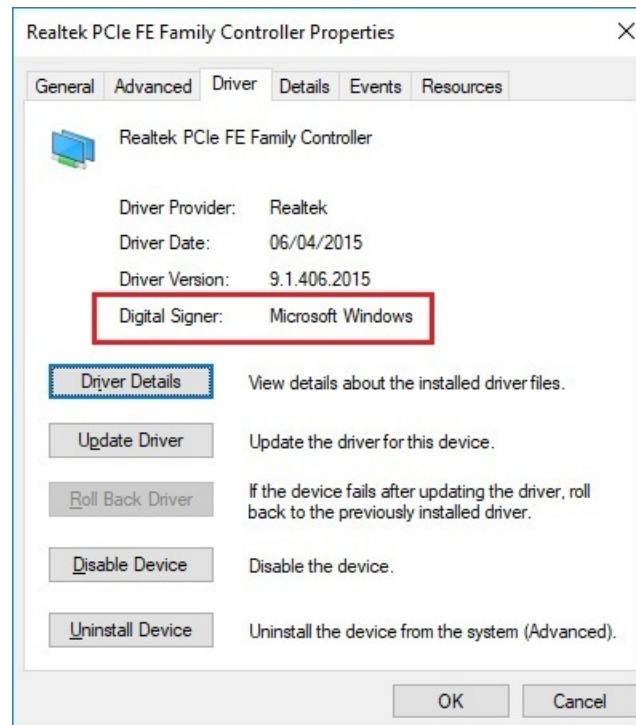 Realtek PCIe FE Family Controller Properties
General Advanced Driver Details Events Resources
Realtek PCIe FE Family Controller
Driver Provider: Realtek
Driver Date: 06/04/2015
Driver Version: 9.1.406.2015
Digital Signer: Microsoft Windows
Driver Details View details about the installed driver files.
Update Driver Update the driver for this device.
Roll Back Driver If the device fails after updating the driver, roll
back to the previously installed driver.
Disable Device Disable the device.
Uninstall Device Uninstall the device from the system (Advanced).
OK Cancel